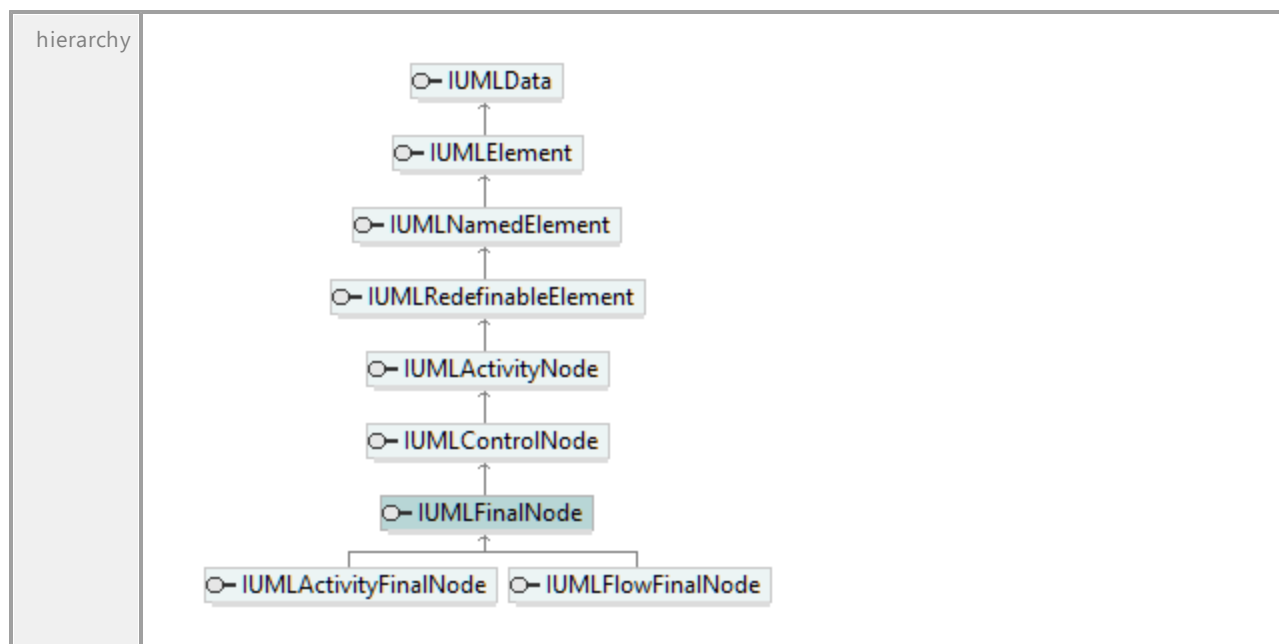 hierarchy
IUMLData
IUMLElement
IUMLNamedElement
IUMLRedefinableElement
IUMLActivityNode
IUMLControlNode
IUMLFinalNode
IUMLActivityFinalNode IUMLFlowFinalNode